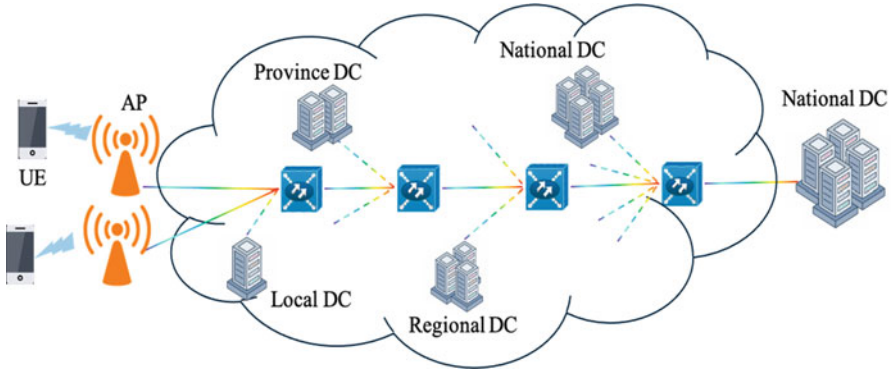 National DC
Province DC
National DC
AP
UE
Local DC
Regional DC